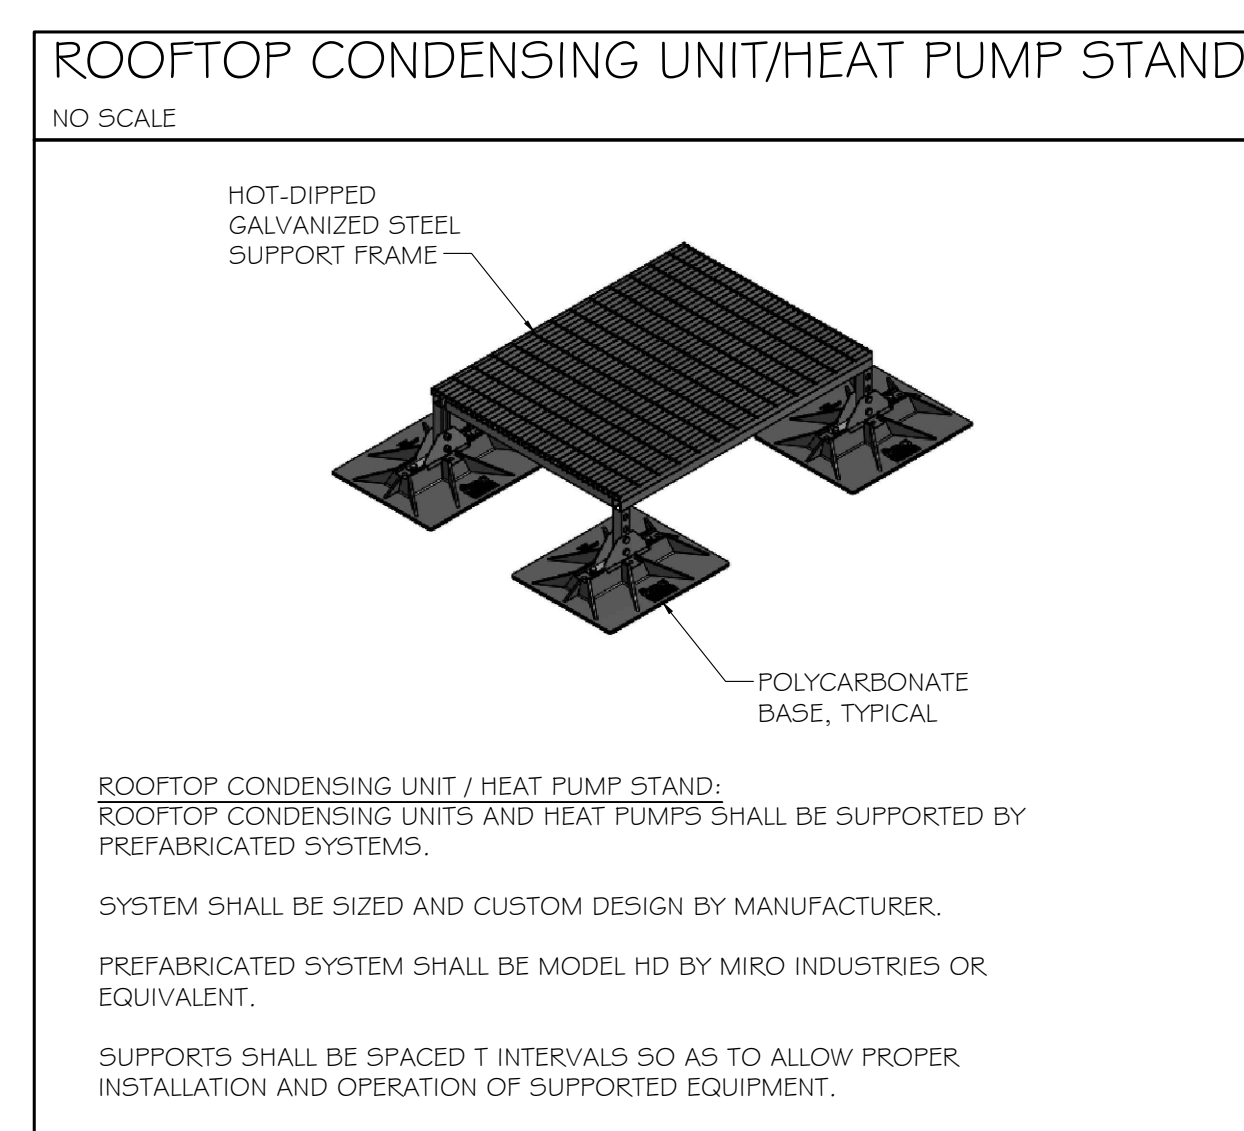 ROOFTOP CONDENSING UNIT/HEAT PUMP STAND
NO SCALE
HOT-DIPPED
GALVANIZED STEEL
SUPPORT FRAME
POLYCARBONATE
BASE, TYPICAL
ROOFTOP CONDENSING UNIT / HEAT PUMP STAND:
ROOFTOP CONDENSING UNITS AND HEAT PUMPS SHALL BE SUPPORTED BY
PREFABRICATED SYSTEMS.
SYSTEM SHALL BE SIZED AND CUSTOM DESIGN BY MANUFACTURER.
PREFABRICATED SYSTEM SHALL BE MODEL HD BY MIRO INDUSTRIES OR
EQUIVALENT.
SUPPORTS SHALL BE SPACED T INTERVALS SO AS TO ALLOW PROPER
INSTALLATION AND OPERATION OF SUPPORTED EQUIPMENT.